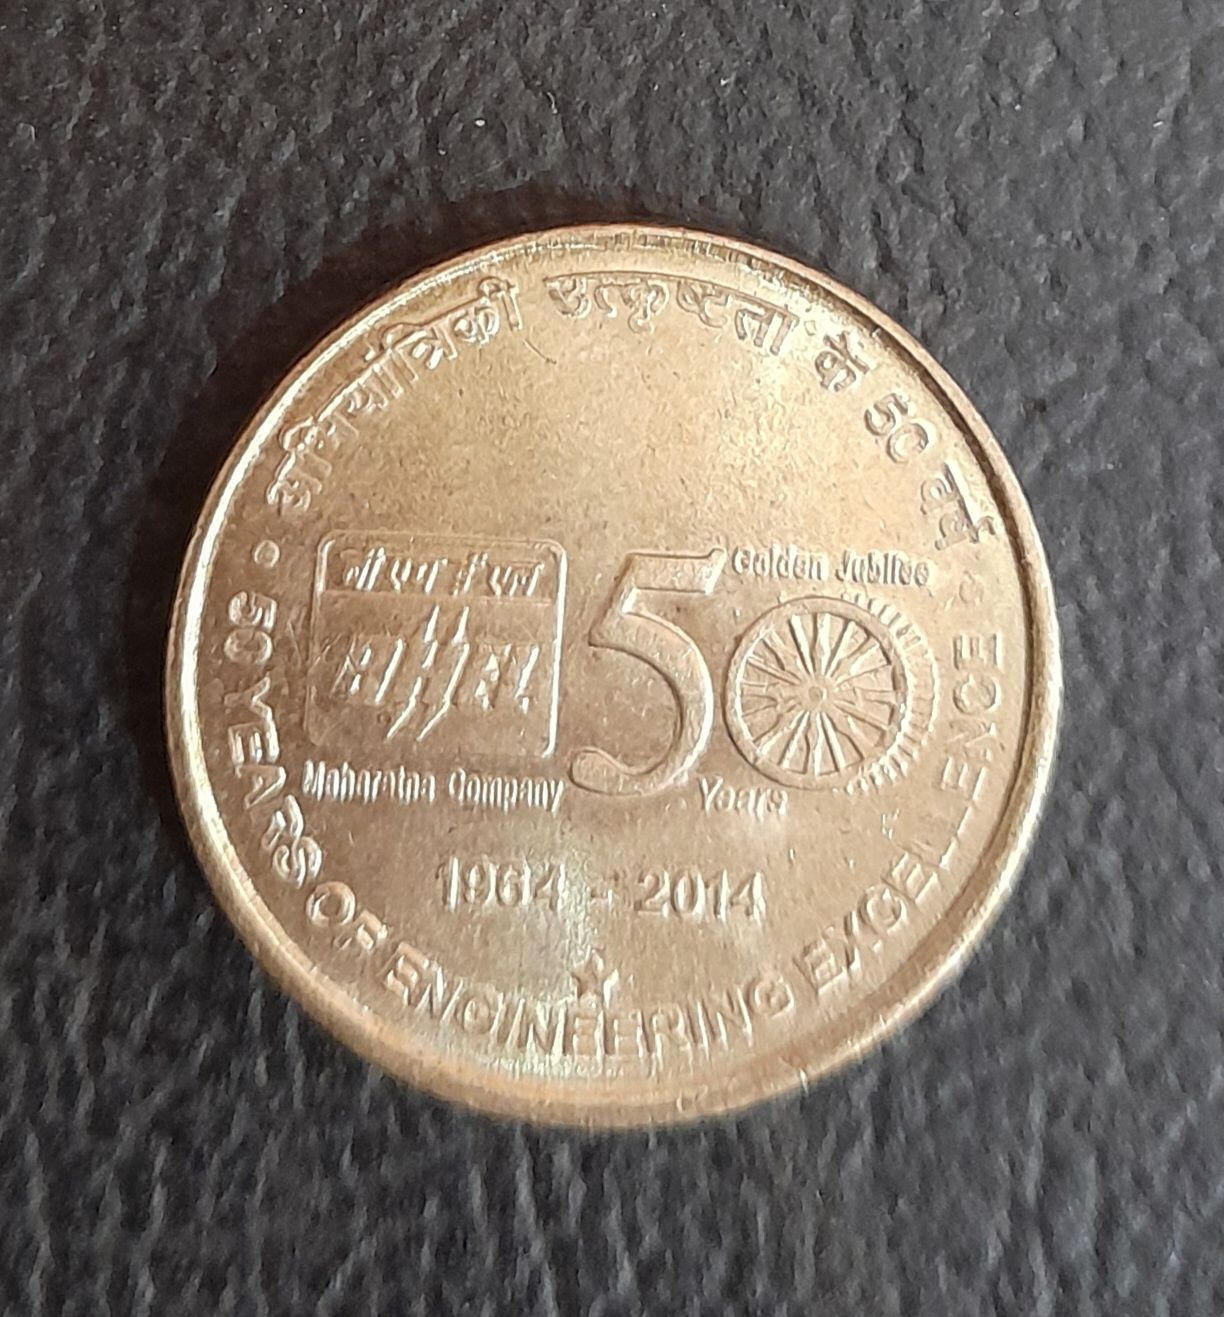 अभियांत्रिकी उत्कृष्टता के 50 वर्ष
बी एच ई एल
BHEL
Maharatna Company
50
Golden Jubilee
Years
1964 - 2014
50 YEARS OF ENGINEERING EXCELLENCE